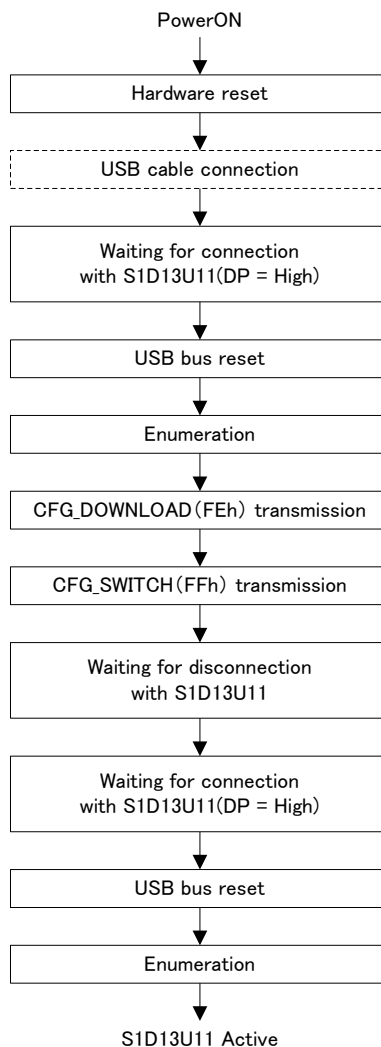 PowerON
Hardware reset
USB cable connection
Waiting for connection
with S1D13U11(DP = High)
USB bus reset
Enumeration
CFG_DOWNLOAD(FEh) transmission
CFG_SWITCH(FFh) transmission
Waiting for disconnection
with S1D13U11
Waiting for connection
with S1D13U11(DP = High)
USB bus reset
Enumeration
S1D13U11 Active